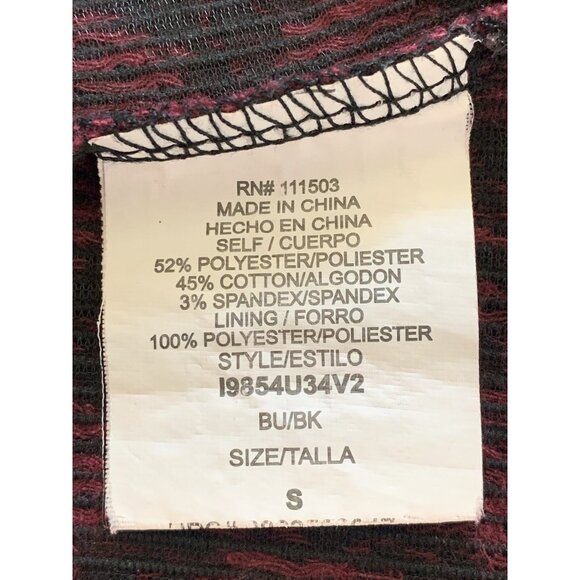 RN# 111503
MADE IN CHINA
HECHO EN CHINA
SELF / CUERPO
52% POLYESTER/POLIESTER
45% COTTON/ALGODON
3% SPANDEX/SPANDEX
LINING / FORRO
100% POLYESTER/POLIESTER
STYLE/ESTILO
I9854U34V2
BU/BK
SIZE/TALLA
S